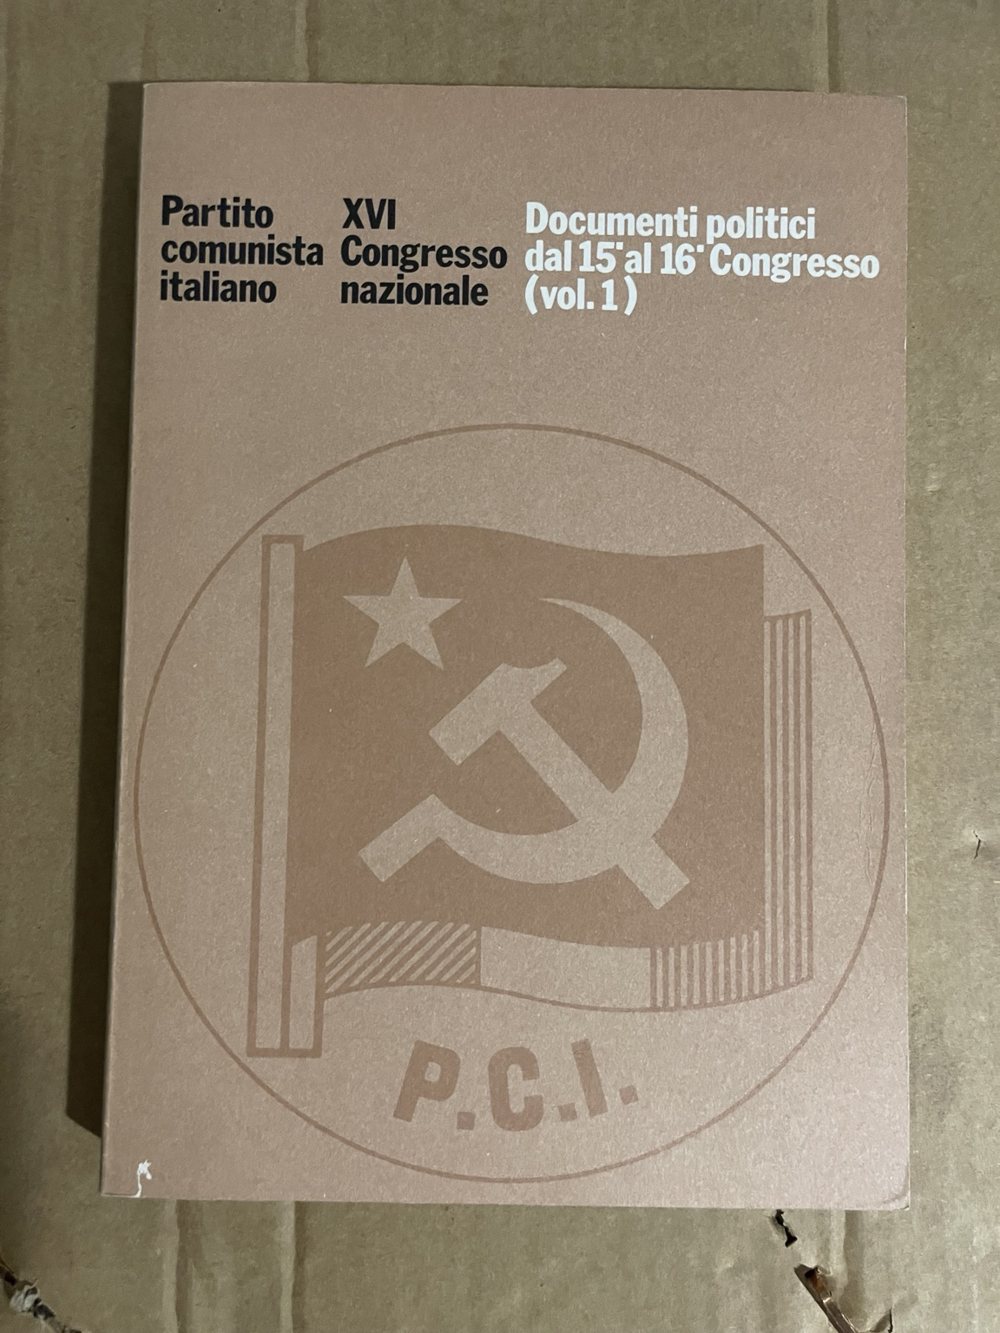 Partito
comunista
italiano
XVI
Congresso
nazionale
Documenti politici
dal 15° al 16° Congresso
(vol. 1)
P.C.I.